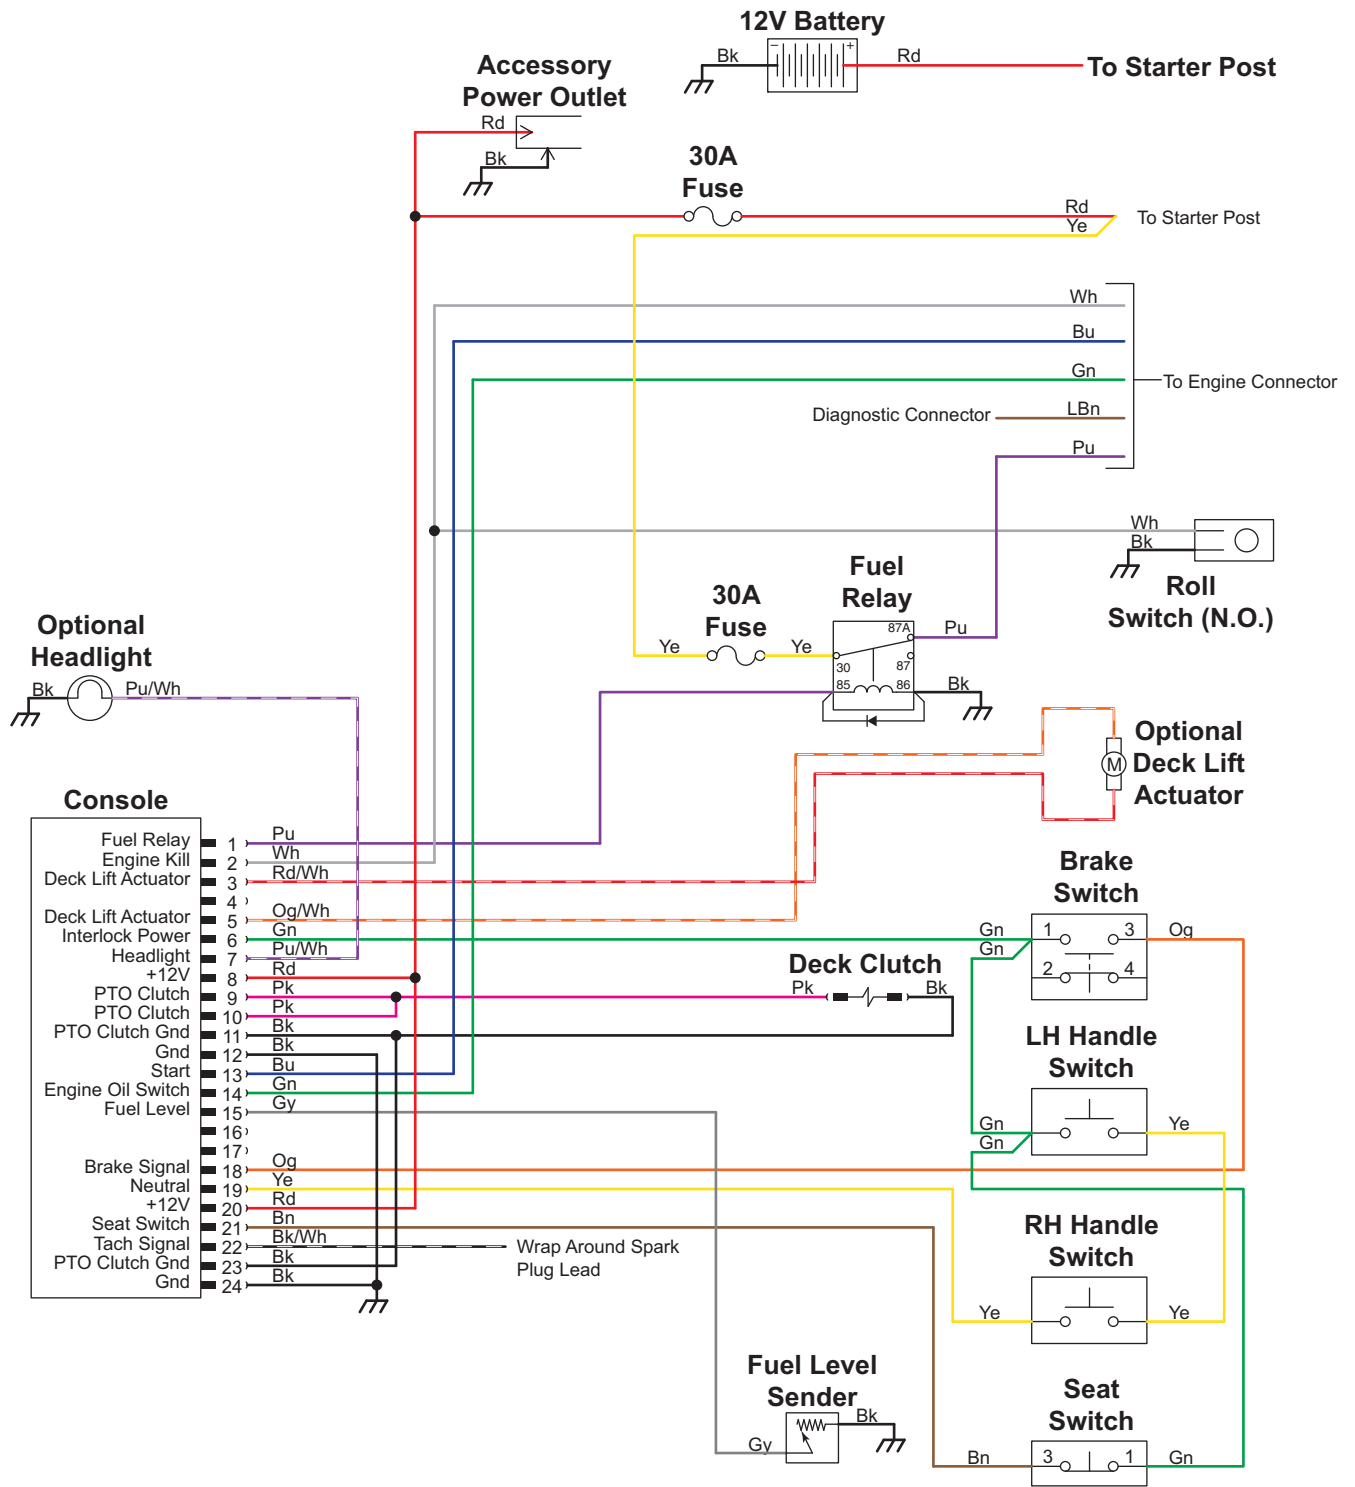 12V Battery
−
+
Bk
Rd
To Starter Post
Accessory
Power Outlet
Rd
Bk
30A
Fuse
Rd
Ye
To Starter Post
Wh
Bu
Gn
Diagnostic Connector
LBn
Pu
To Engine Connector
Wh
Bk
Roll
Switch (N.O.)
Fuel
Relay
30A
Fuse
Ye
Ye
87A
30
87
85
86
Pu
Bk
Optional
Headlight
Bk
Pu/Wh
Optional
Deck Lift
Actuator
M
Console
Fuel Relay 1 Pu
Engine Kill 2 Wh
Deck Lift Actuator 3 Rd/Wh
4
Deck Lift Actuator 5 Og/Wh
Interlock Power 6 Gn
Headlight 7 Pu/Wh
+12V 8 Rd
PTO Clutch 9 Pk
PTO Clutch 10 Pk
PTO Clutch Gnd 11 Bk
Gnd 12 Bk
Start 13 Bu
Engine Oil Switch 14 Gn
Fuel Level 15 Gy
16
17
Brake Signal 18 Og
Neutral 19 Ye
+12V 20 Rd
Seat Switch 21 Bn
Tach Signal 22 Bk/Wh
PTO Clutch Gnd 23 Bk
Gnd 24 Bk
Wrap Around Spark
Plug Lead
Deck Clutch
Pk
Bk
Brake
Switch
Gn
Gn
1
3
2
4
Og
LH Handle
Switch
Gn
Gn
Ye
RH Handle
Switch
Ye
Ye
Fuel Level
Sender
Gy
Bk
Seat
Switch
Bn
3
1
Gn